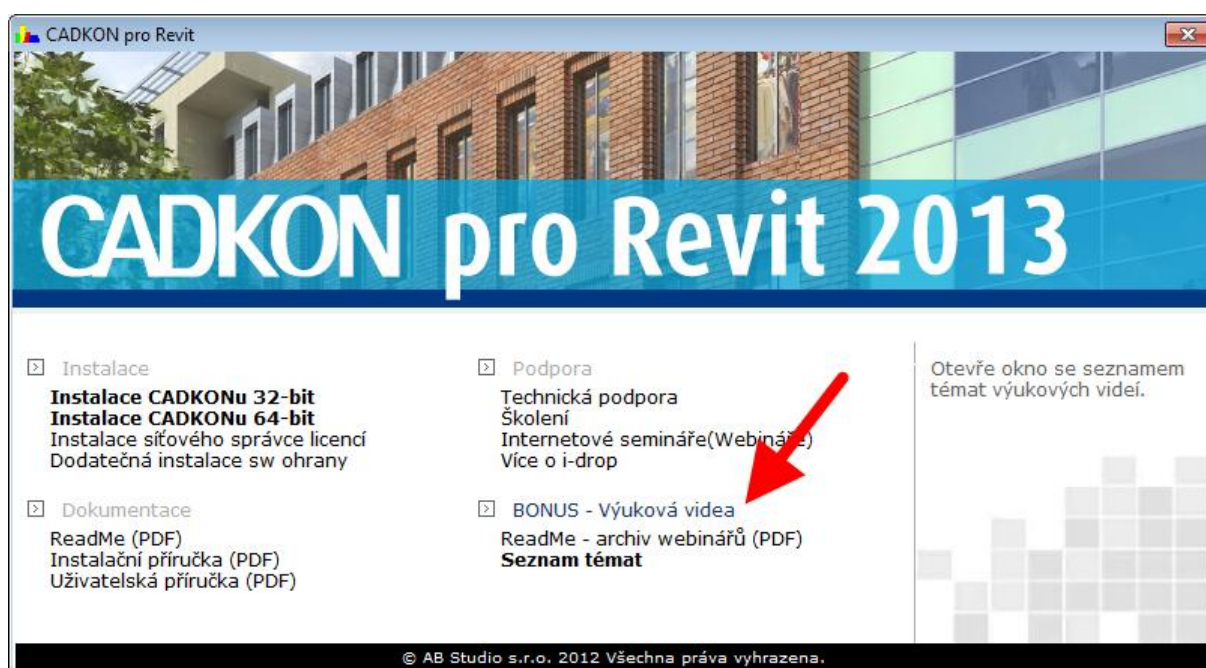 CADKON pro Revit
CADKON pro Revit 2013
Instalace
Instalace CADKONu 32-bit
Instalace CADKONu 64-bit
Instalace síťového správce licencí
Dodatečná instalace sw ohrany
Dokumentace
ReadMe (PDF)
Instalační příručka (PDF)
Uživatelská příručka (PDF)
Podpora
Technická podpora
Školení
Internetové semináře(Webináře)
Více o i-drop
BONUS - Výuková videa
ReadMe - archiv webinářů (PDF)
Seznam témat
Otevře okno se seznamem
témat výukových videí.
© AB Studio s.r.o. 2012 Všechna práva vyhrazena.